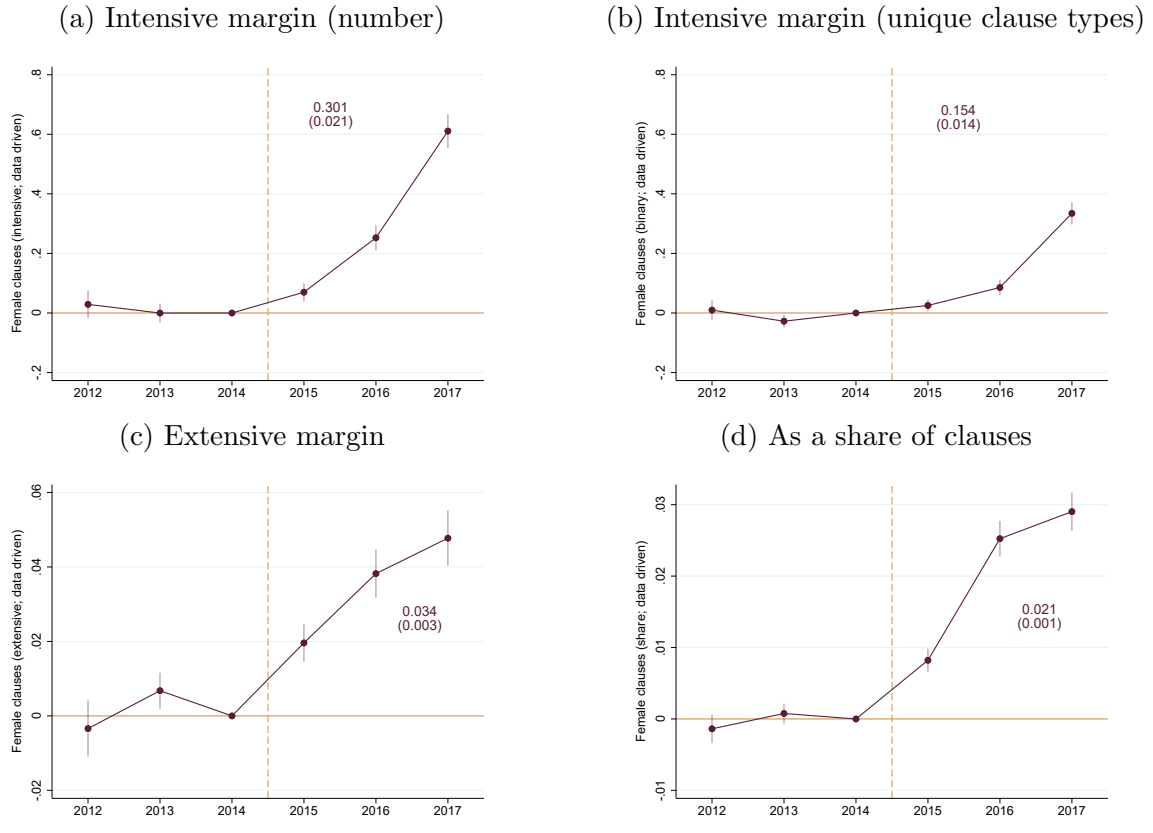 (a) Intensive margin (number)
Female clauses (intensive; data driven)
.8
.6
.4
.2
0
-.2
0.301
(0.021)
2012 2013 2014 2015 2016 2017
(b) Intensive margin (unique clause types)
Female clauses (binary; data driven)
.8
.6
.4
.2
0
-.2
0.154
(0.014)
2012 2013 2014 2015 2016 2017
(c) Extensive margin
Female clauses (extensive; data driven)
.06
.04
.02
0
-.02
0.034
(0.003)
2012 2013 2014 2015 2016 2017
(d) As a share of clauses
Female clauses (share; data driven)
.03
.02
.01
0
-.01
0.021
(0.001)
2012 2013 2014 2015 2016 2017